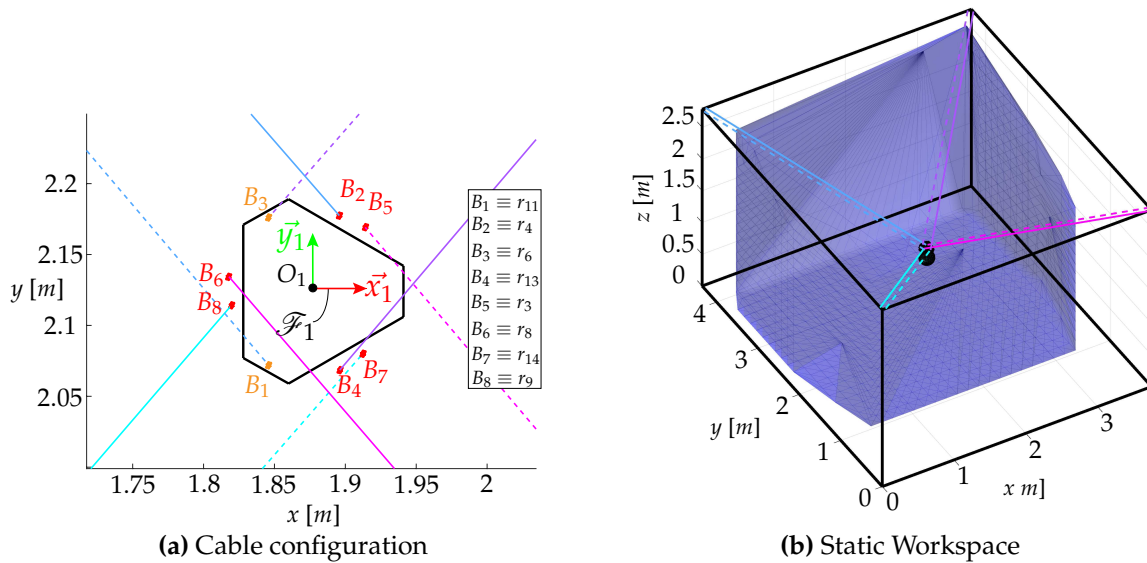 2.2
2.15
y [m]
2.1
2.05
1.75
1.8
1.85
1.9
1.95
2
x [m]
B₃
B₂
B₅
y⃗₁
B₆
O₁
x⃗₁
B₈
ℱ₁
B₁
B₄
B₇
B₁ ≡ r₁₁
B₂ ≡ r₄
B₃ ≡ r₆
B₄ ≡ r₁₃
B₅ ≡ r₃
B₆ ≡ r₈
B₇ ≡ r₁₄
B₈ ≡ r₉
(a) Cable configuration
2.5
2
1.5
z [m]
1
0.5
0
4
3
2
1
0
y [m]
0
1
2
3
x m]
(b) Static Workspace